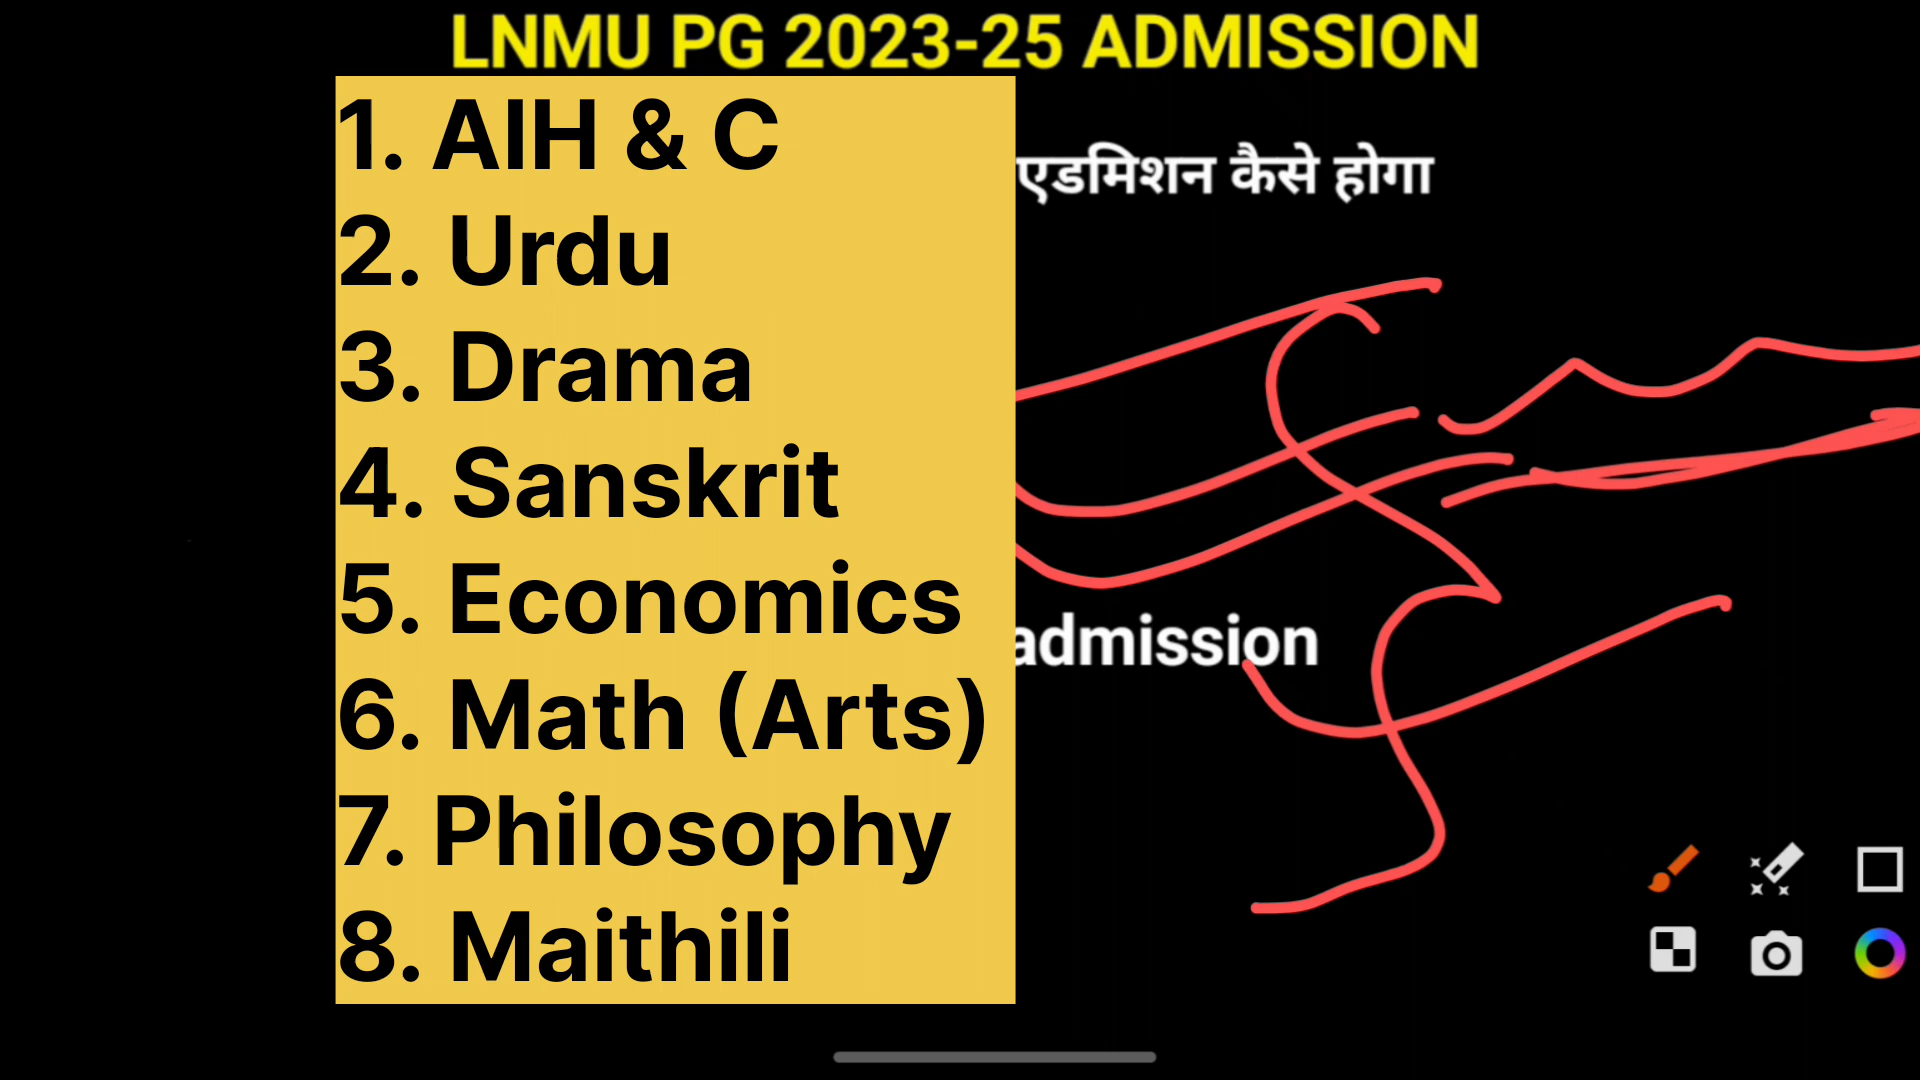 LNMU PG 2023-25 ADMISSION
1. AIH & C
एडमिशन कैसे होगा
2. Urdu
3. Drama
4. Sanskrit
5. Economics
admission
6. Math (Arts)
7. Philosophy
8. Maithili